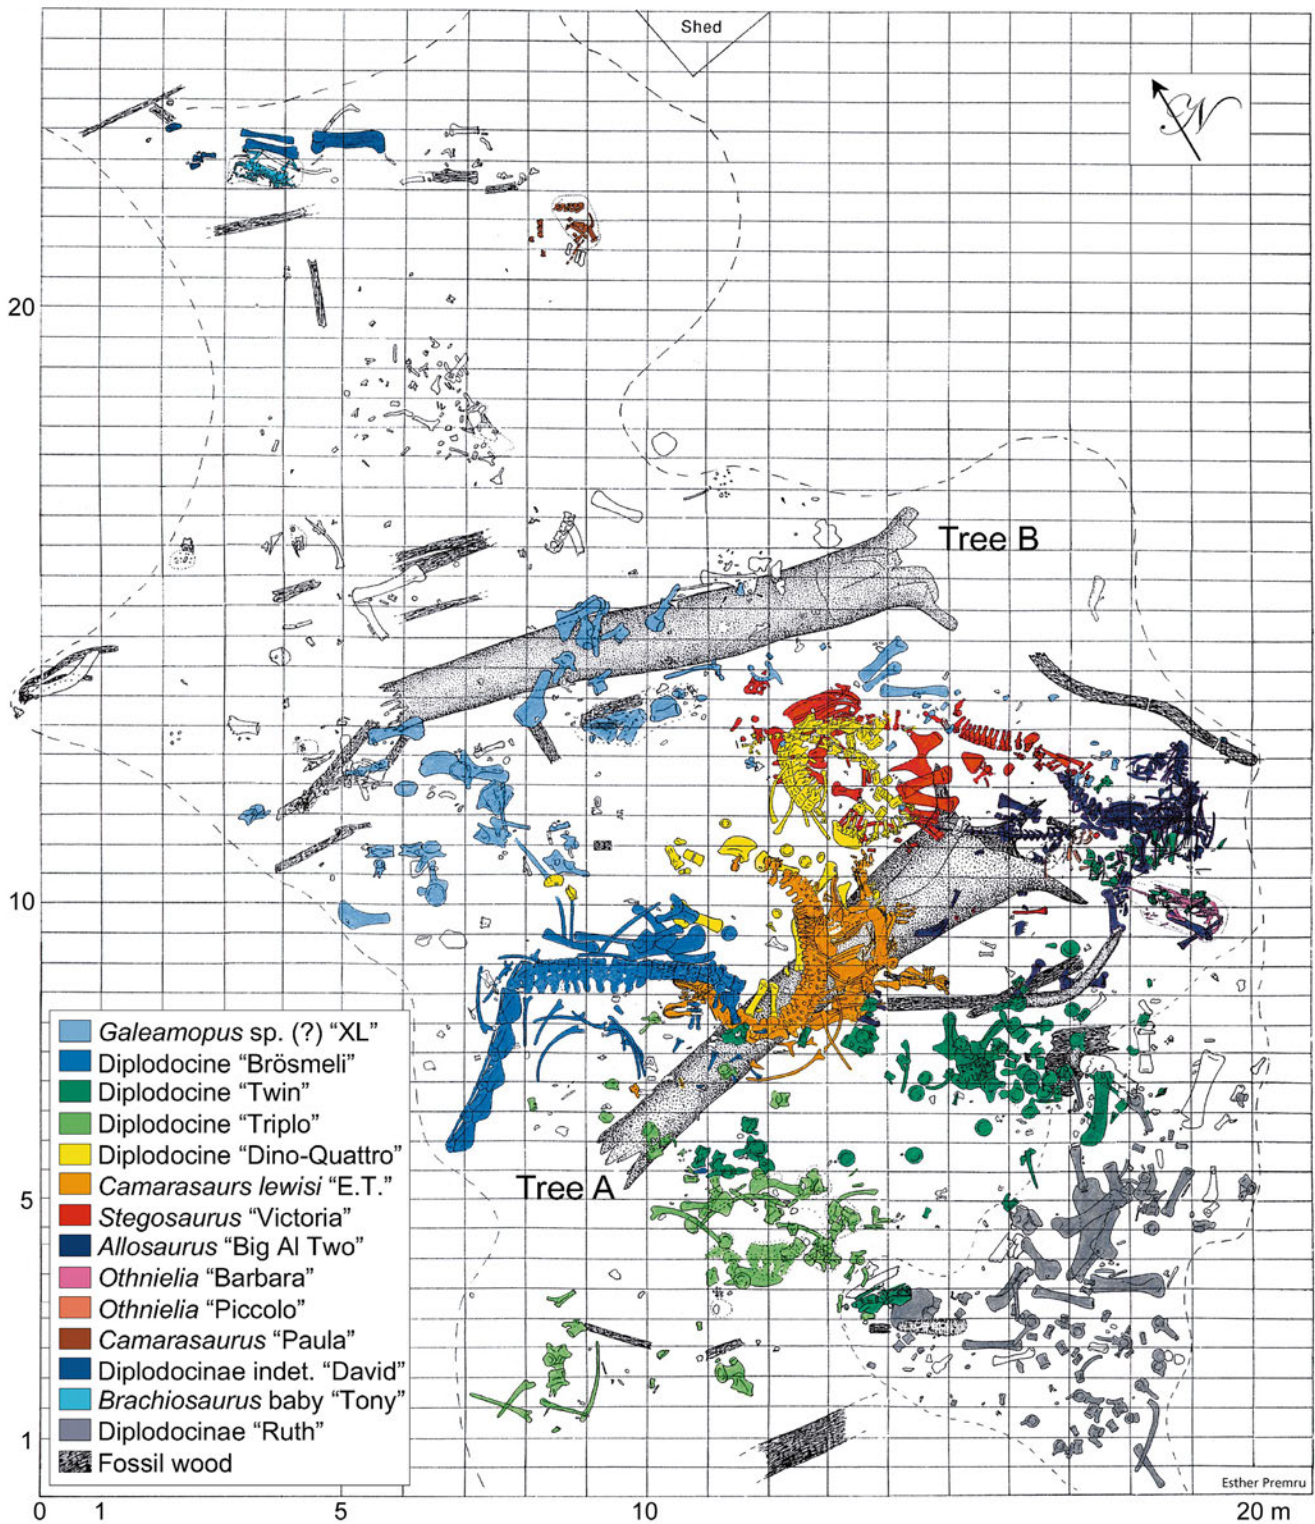 Shed
N
20
Tree B
10
Galeamopus sp. (?) “XL”
Diplodocine “Brösmeli”
Diplodocine “Twin”
Diplodocine “Triplo”
Diplodocine “Dino-Quattro”
Camarasaurs lewisi “E.T.”
Stegosaurus “Victoria”
Allosaurus “Big Al Two”
Othnielia “Barbara”
Othnielia “Piccolo”
Camarasaurus “Paula”
Diplodocinae indet. “David”
Brachiosaurus baby “Tony”
Diplodocinae “Ruth”
Fossil wood
Tree A
5
1
Esther Premru
0 1 5 10 20 m